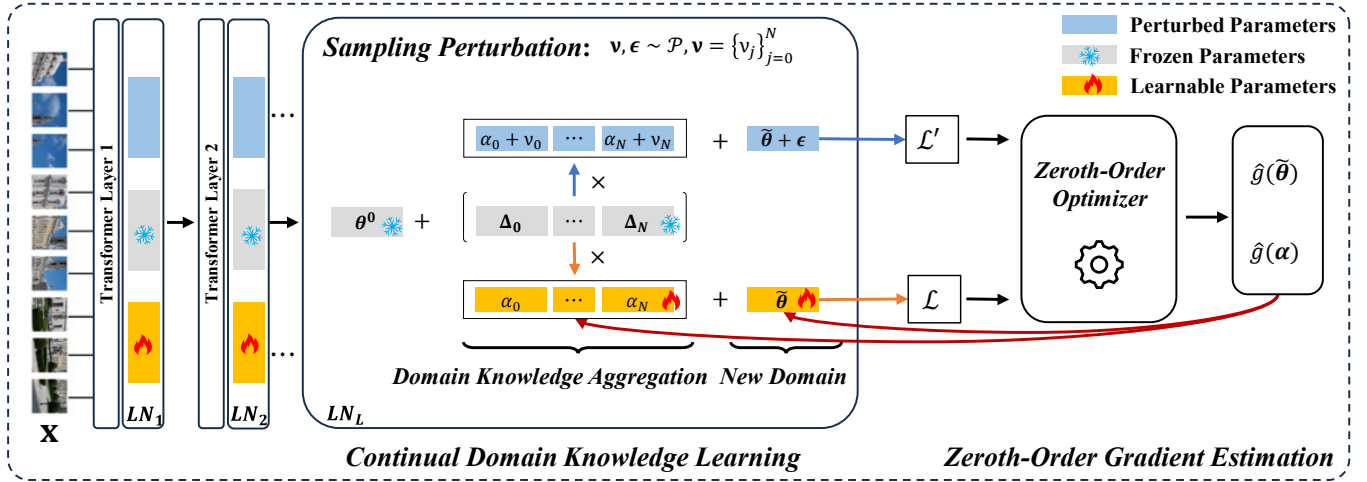 Sampling Perturbation: ν, ϵ ~ 𝒫, ν = {ν_j}_{j=0}^N
Perturbed Parameters
Frozen Parameters
Learnable Parameters
Transformer Layer 1
Transformer Layer 2
...
α_0 + ν_0 ... α_N + ν_N + θ̃ + ϵ
ℒ′
×
Zeroth-Order
Optimizer
ĝ(θ̃)
θ^0 + Δ_0 ... Δ_N
×
ĝ(α)
α_0 ... α_N + θ̃
ℒ
...
Domain Knowledge Aggregation New Domain
LN_1
LN_2
LN_L
X
Continual Domain Knowledge Learning
Zeroth-Order Gradient Estimation